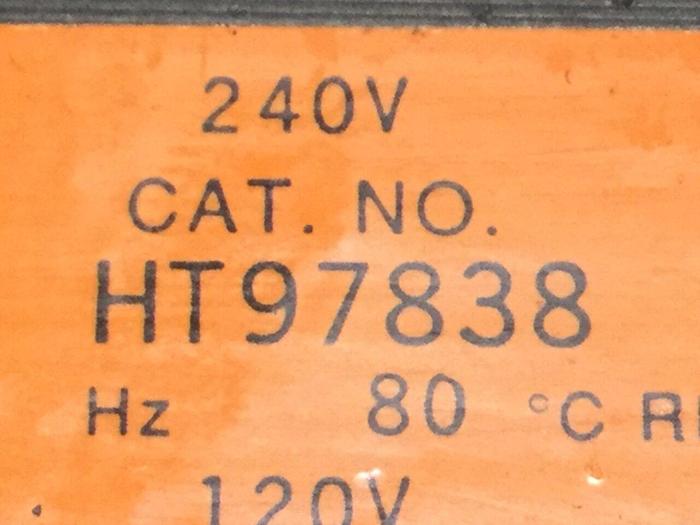 240V
CAT. NO.
HT97838
Hz 80 °C
120V